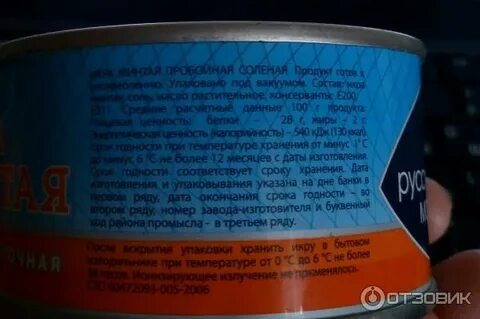 ИКРА МИНТАЯ ПРОБОЙНАЯ СОЛЕНАЯ. Продукт готов к
употреблению. Упаковано под вакуумом. Состав: икра
минтая, соль, масло растительное, консерванты: Е200,
Е211. Средние расчетные данные 100 г продукта:
пищевая ценность: белки - 28 г, жиры - 2 г,
энергетическая ценность (калорийность) - 540 кДж (130 ккал).
Срок годности при температуре хранения от минус 1°С
до минус 6°С не более 12 месяцев с даты изготовления.
Срок годности соответствует сроку хранения. Дата
изготовления и упаковывания указана на дне банки в
первом ряду, дата окончания срока годности - во
втором ряду, номер завода-изготовителя и буквенный
код района промысла - в третьем ряду.
После вскрытия упаковки хранить икру в бытовом
холодильнике при температуре от 0°С до 6°С не более
часов. Ионизирующее излучение не применялось.
СТО 40472093-005-2006
русс
ОЧНАЯ
ОТЗОВИК